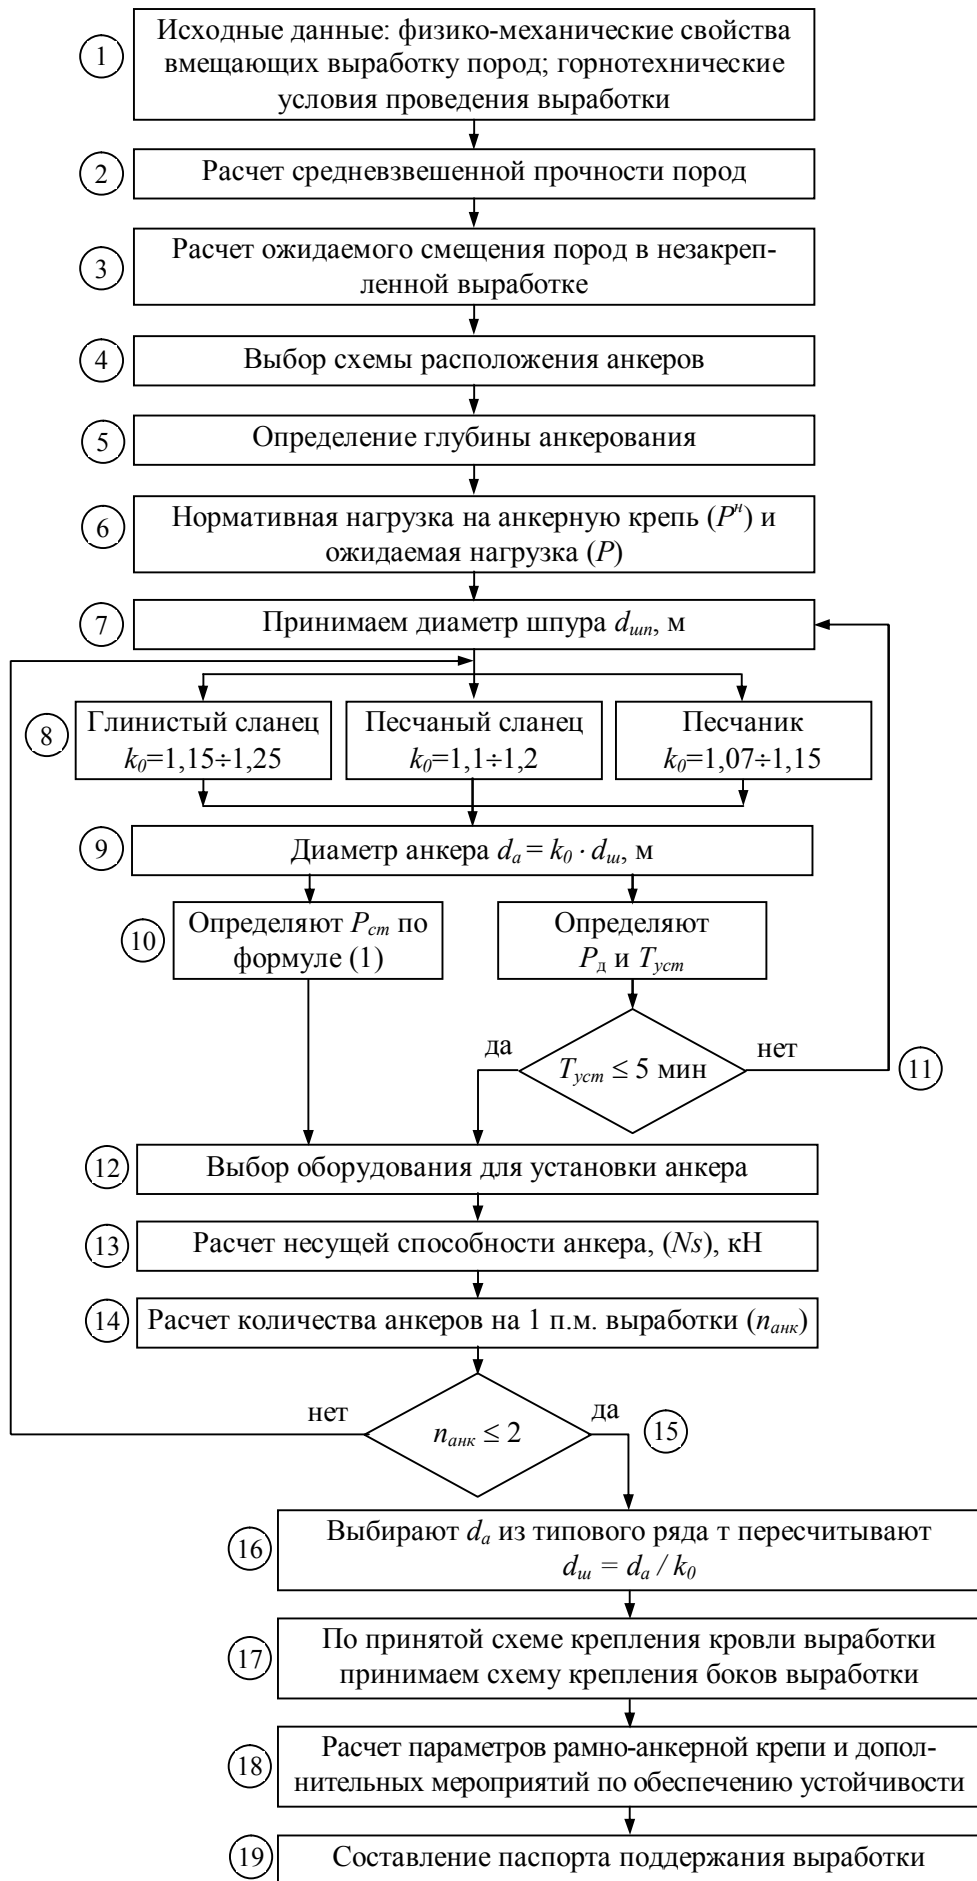 1
Исходные данные: физико-механические свойства
вмещающих выработку пород; горнотехнические
условия проведения выработки
2
Расчет средневзвешенной прочности пород
3
Расчет ожидаемого смещения пород в незакреп-
ленной выработке
4
Выбор схемы расположения анкеров
5
Определение глубины анкерования
6
Нормативная нагрузка на анкерную крепь (Pⁿ) и
ожидаемая нагрузка (P)
7
Принимаем диаметр шпура dшп, м
8
Глинистый сланец
k0=1,15÷1,25
Песчаный сланец
k0=1,1÷1,2
Песчаник
k0=1,07÷1,15
9
Диаметр анкера dа = k0 · dш, м
10
Определяют Pст по
формуле (1)
Определяют
Pд и Tуст
да
Tуст ≤ 5 мин
нет
11
12
Выбор оборудования для установки анкера
13
Расчет несущей способности анкера, (Ns), кН
14
Расчет количества анкеров на 1 п.м. выработки (nанк)
нет
nанк ≤ 2
да
15
16
Выбирают dа из типового ряда т пересчитывают
dш = dа / k0
17
По принятой схеме крепления кровли выработки
принимаем схему крепления боков выработки
18
Расчет параметров рамно-анкерной крепи и допол-
нительных мероприятий по обеспечению устойчивости
19
Составление паспорта поддержания выработки